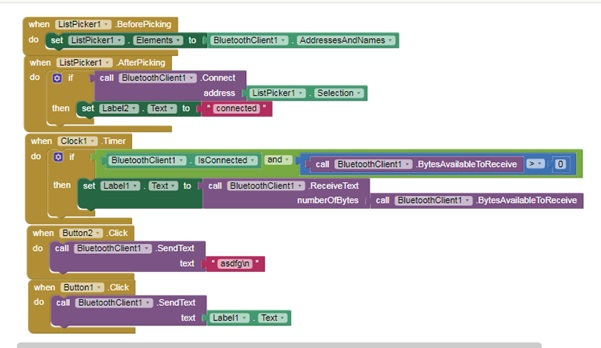 when ListPicker1 .BeforePicking
do set ListPicker1 . Elements to BluetoothClient1 . AddressesAndNames
when ListPicker1 .AfterPicking
do if call BluetoothClient1 .Connect
address ListPicker1 . Selection
then set Label2 . Text to " connected "
when Clock1 .Timer
do if BluetoothClient1 . IsConnected and call BluetoothClient1 .BytesAvailableToReceive > 0
then set Label1 . Text to call BluetoothClient1 .ReceiveText
numberOfBytes call BluetoothClient1 .BytesAvailableToReceive
when Button2 .Click
do call BluetoothClient1 .SendText
text " asdfg\n "
when Button1 .Click
do call BluetoothClient1 .SendText
text Label1 . Text